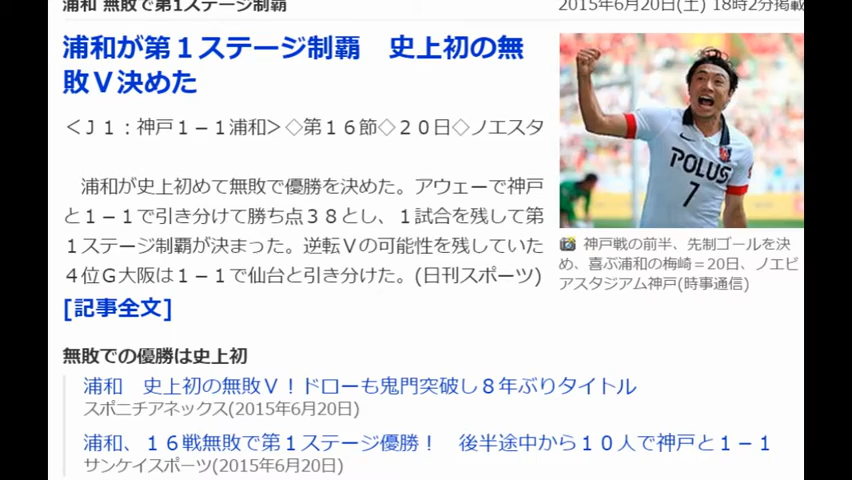 浦和 無敗で第1ステージ制覇
2015年6月20日(土) 18時2分掲載
浦和が第１ステージ制覇　史上初の無
敗Ｖ決めた
＜Ｊ１：神戸１－１浦和＞◇第１６節◇２０日◇ノエスタ
　浦和が史上初めて無敗で優勝を決めた。アウェーで神戸
と１－１で引き分けて勝ち点３８とし、１試合を残して第
１ステージ制覇が決まった。逆転Ｖの可能性を残していた
４位Ｇ大阪は１－１で仙台と引き分けた。(日刊スポーツ)
[記事全文]
POLUS
7
神戸戦の前半、先制ゴールを決
め、喜ぶ浦和の梅崎＝20日、ノエビ
アスタジアム神戸(時事通信)
無敗での優勝は史上初
浦和　史上初の無敗Ｖ！ドローも鬼門突破し８年ぶりタイトル
スポニチアネックス(2015年6月20日)
浦和、１６戦無敗で第１ステージ優勝！　後半途中から１０人で神戸と１－１
サンケイスポーツ(2015年6月20日)